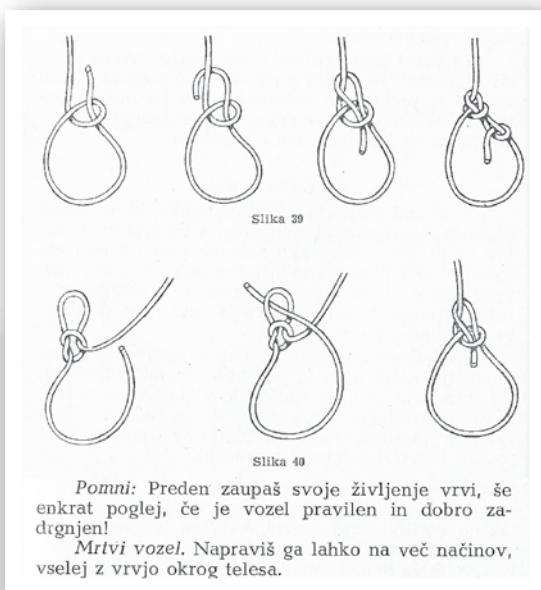 Slika 39
Slika 40
Pomni: Preden zaupaš svoje življenje vrvi, še
enkrat poglej, če je vozel pravilen in dobro za-
drgnjen!
Mrtvi vozel. Napraviš ga lahko na več načinov,
vselej z vrvjo okrog telesa.